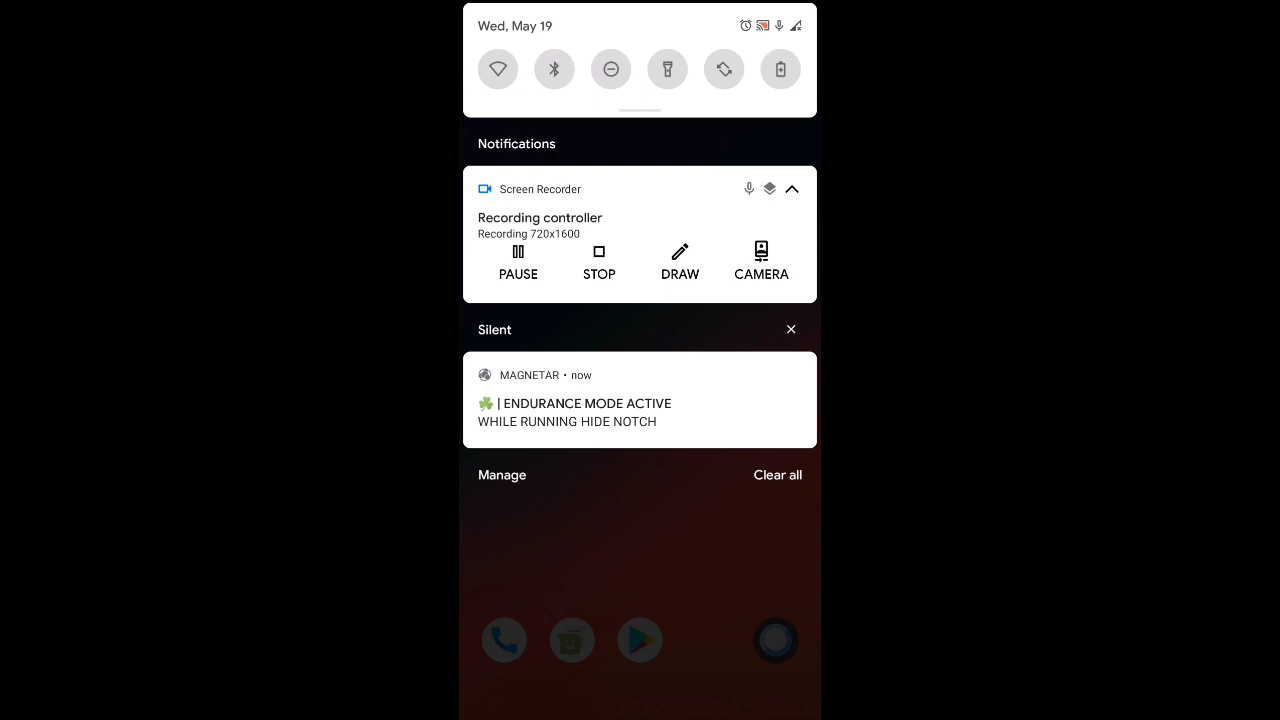 Wed, May 19
Notifications
Screen Recorder
Recording controller
Recording 720x1600
PAUSE STOP DRAW CAMERA
Silent
MAGNETAR • now
☘️ | ENDURANCE MODE ACTIVE
WHILE RUNNING HIDE NOTCH
Manage Clear all